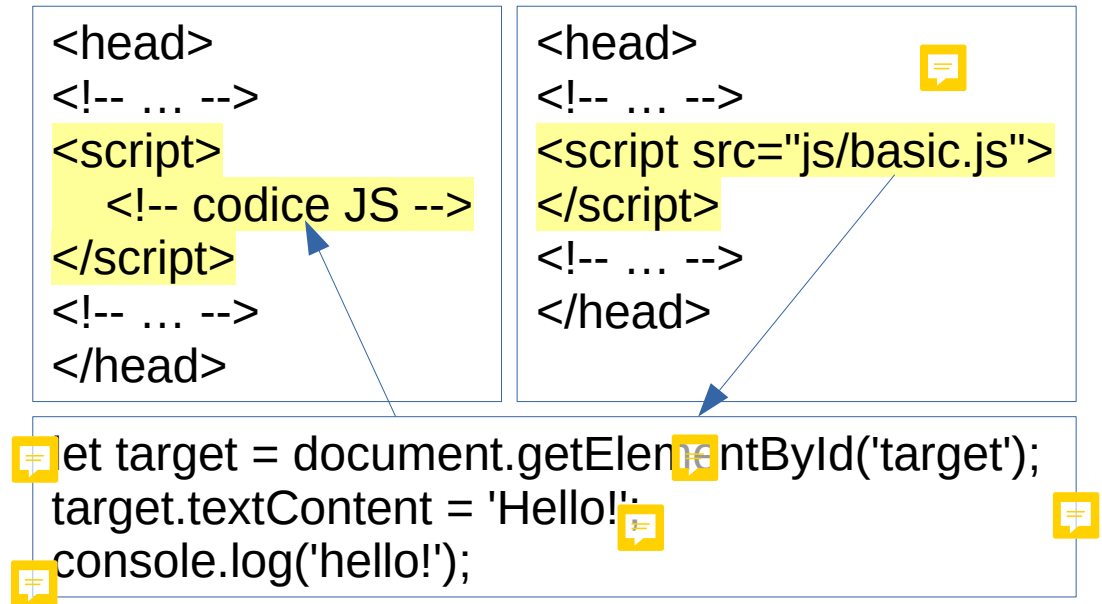 <head>
<!-- … -->
<script>
<!-- codice JS -->
</script>
<!-- … -->
</head>
<head>
<!-- … -->
<script src="js/basic.js">
</script>
<!-- … -->
</head>
let target = document.getElementById('target');
target.textContent = 'Hello!';
console.log('hello!');